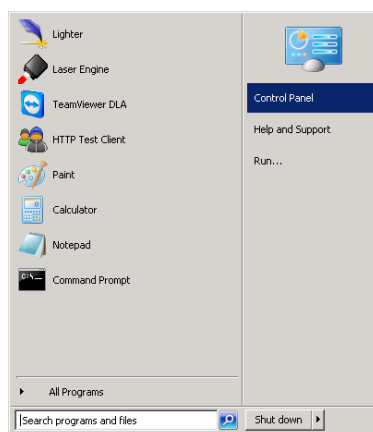 Lighter
Laser Engine
TeamViewer DLA
HTTP Test Client
Paint
Calculator
Notepad
C:\
Command Prompt
All Programs
Search programs and files
Control Panel
Help and Support
Run...
Shut down